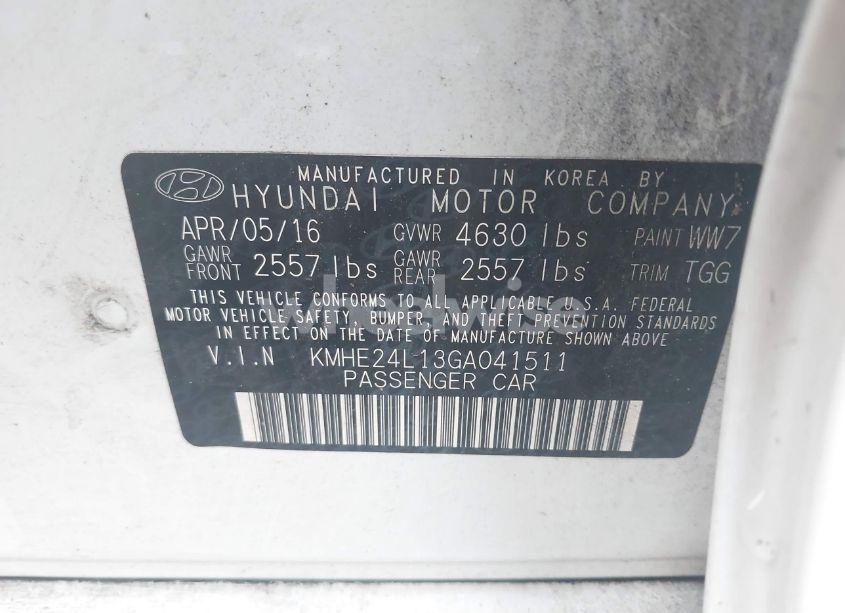 MANUFACTURED IN KOREA BY
HYUNDAI MOTOR COMPANY
APR/05/16 GVWR 4630 lbs PAINT WW7
GAWR FRONT 2557 lbs GAWR REAR 2557 lbs TRIM TGG
THIS VEHICLE CONFORMS TO ALL APPLICABLE U.S.A. FEDERAL
MOTOR VEHICLE SAFETY, BUMPER, AND THEFT PREVENTION STANDARDS
IN EFFECT ON THE DATE OF MANUFACTURE SHOWN ABOVE
V.I.N KMHE24L13GA041511
PASSENGER CAR